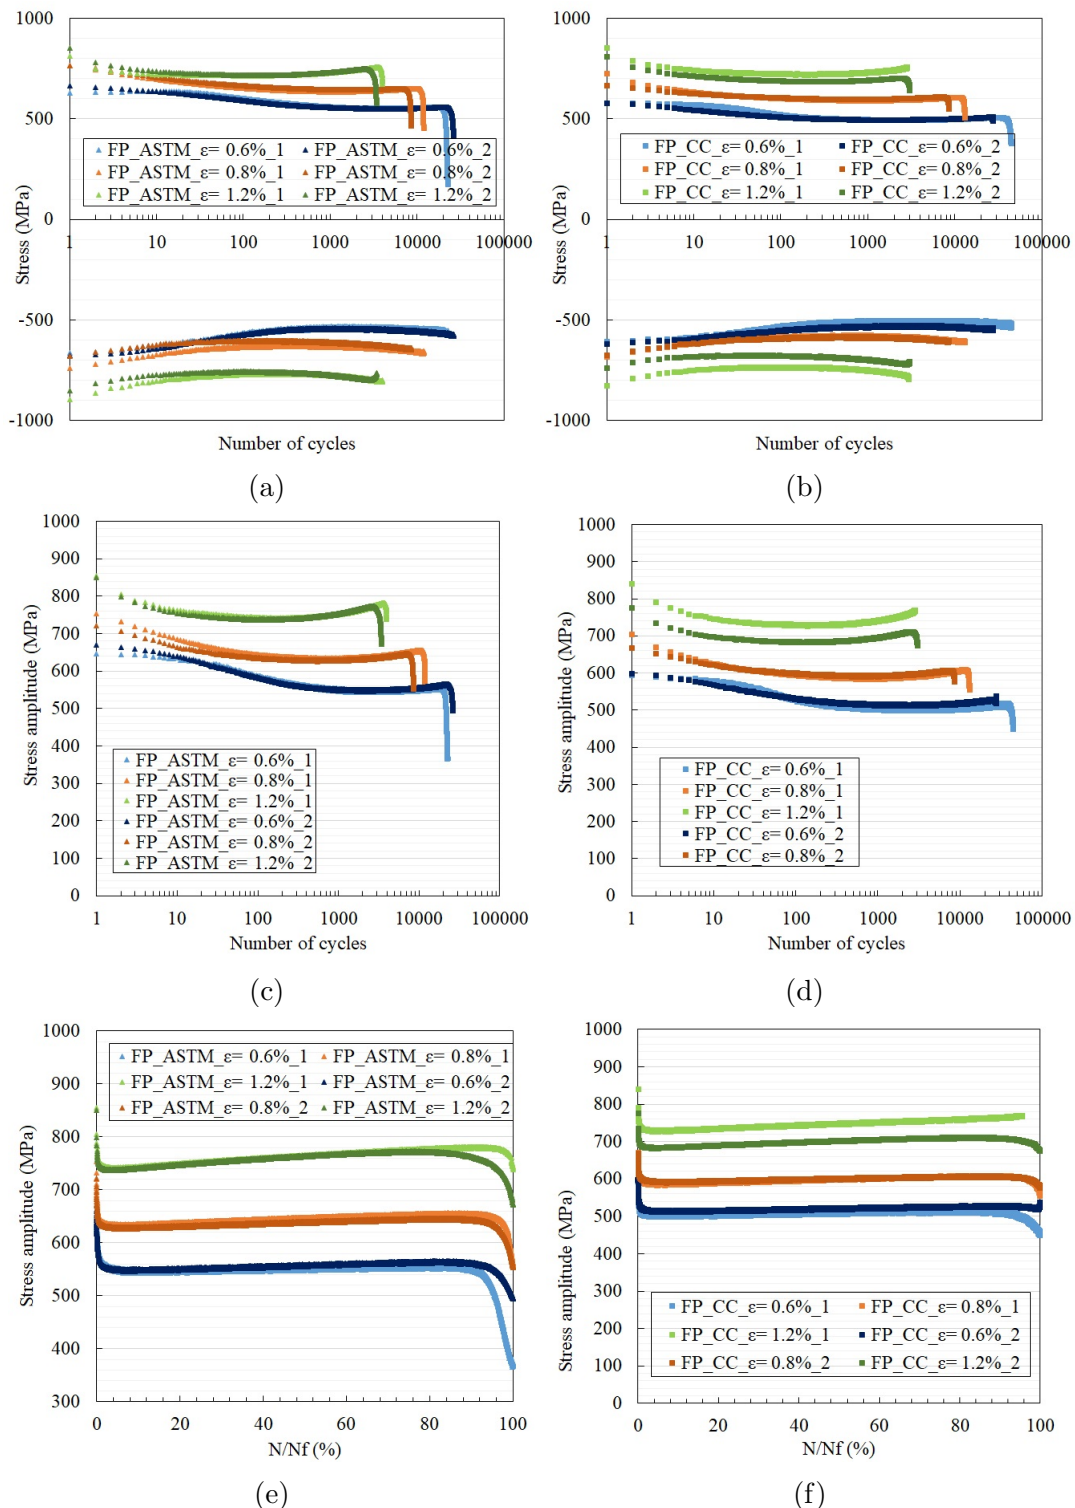 1000
500
0
-500
-1000
Stress (MPa)
FP_ASTM_ε= 0.6%_1 FP_ASTM_ε= 0.6%_2
FP_ASTM_ε= 0.8%_1 FP_ASTM_ε= 0.8%_2
FP_ASTM_ε= 1.2%_1 FP_ASTM_ε= 1.2%_2
1 10 100 1000 10000 100000
Number of cycles
(a)
1000
500
0
-500
-1000
Stress (MPa)
FP_CC_ε= 0.6%_1 FP_CC_ε= 0.6%_2
FP_CC_ε= 0.8%_1 FP_CC_ε= 0.8%_2
FP_CC_ε= 1.2%_1 FP_CC_ε= 1.2%_2
1 10 100 1000 10000 100000
Number of cycles
(b)
1000
900
800
700
600
500
400
300
200
100
0
Stress amplitude (MPa)
FP_ASTM_ε= 0.6%_1
FP_ASTM_ε= 0.8%_1
FP_ASTM_ε= 1.2%_1
FP_ASTM_ε= 0.6%_2
FP_ASTM_ε= 0.8%_2
FP_ASTM_ε= 1.2%_2
1 10 100 1000 10000 100000
Number of cycles
(c)
1000
900
800
700
600
500
400
300
200
100
0
Stress amplitude (MPa)
FP_CC_ε= 0.6%_1
FP_CC_ε= 0.8%_1
FP_CC_ε= 1.2%_1
FP_CC_ε= 0.6%_2
FP_CC_ε= 0.8%_2
1 10 100 1000 10000 100000
Number of cycles
(d)
1000
900
800
700
600
500
400
300
Stress amplitude (MPa)
FP_ASTM_ε= 0.6%_1 FP_ASTM_ε= 0.8%_1
FP_ASTM_ε= 1.2%_1 FP_ASTM_ε= 0.6%_2
FP_ASTM_ε= 0.8%_2 FP_ASTM_ε= 1.2%_2
0 20 40 60 80 100
N/Nf (%)
(e)
1000
900
800
700
600
500
400
300
200
100
0
Stress amplitude (MPa)
FP_CC_ε= 0.6%_1 FP_CC_ε= 0.8%_1
FP_CC_ε= 1.2%_1 FP_CC_ε= 0.6%_2
FP_CC_ε= 0.8%_2 FP_CC_ε= 1.2%_2
0 20 40 60 80 100
N/Nf (%)
(f)